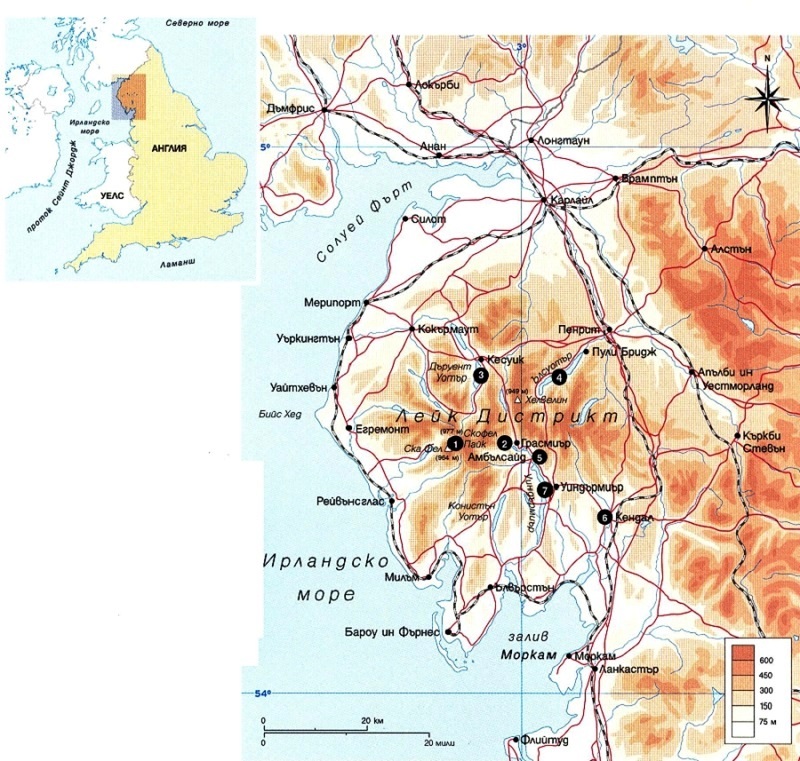 Северно море
Ирландско
море
АНГЛИЯ
УЕЛС
проток Сейнт Джордж
Ламанш
3°
N
Локърби
Дъмфрис
Анан
Лонгтаун
5°
Брамптън
Карлайл
Солуей Фърт
Силот
Алстън
Мерипорт
Кокърмаут
Пенрит
Уъркингтън
Пули Бридж
Кесуик
Дъруент
Уотър
3
Ълсуотър
4
Апълби ин
Уестморланд
Уайтхевън
(949 м)
Хелвелин
Бийс Хед
Лейк Дистрикт
Егремонт
(977 м)
Скофел
Пайк
Ска Фел
(964 м)
1
2
Грасмиър
Амбълсайд
5
Къркби
Стевън
7
Уиндърмиър
Уиндърмиър
Рейвънсглас
Конистън
Уотър
6
Кендал
Ирландско
море
Милъм
Ълвърстън
Бароу ин Фърнес
залив
Моркам
Моркам
Ланкастър
54°
600
450
300
150
75 м
0
20 км
0
20 мили
Флийтуд